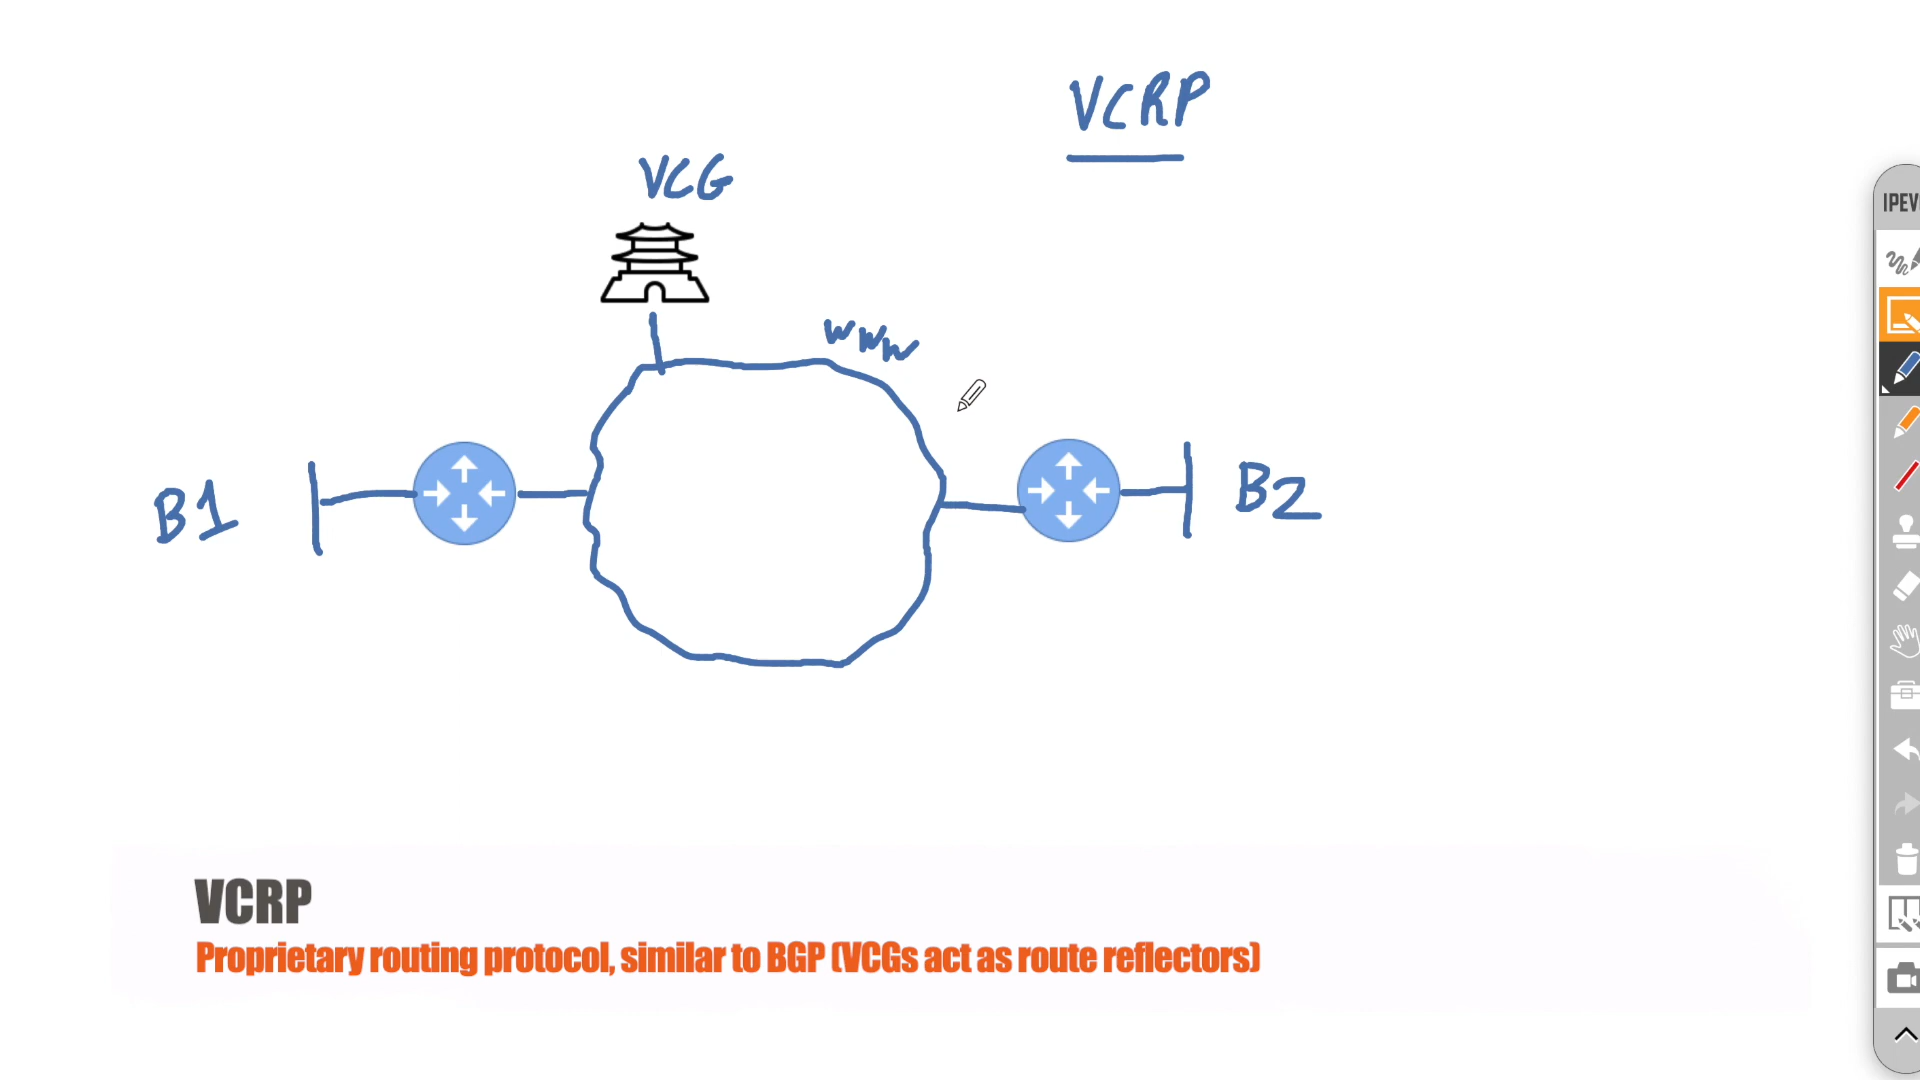 VCRP
VCG
www
B1
B2
VCRP
Proprietary routing protocol, similar to BGP (VCGs act as route reflectors)